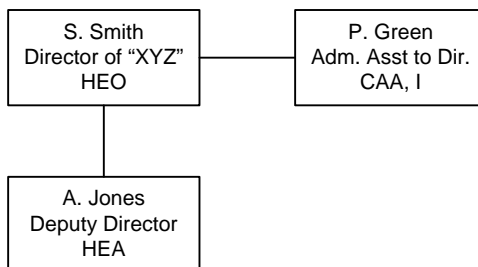 S. Smith
Director of “XYZ”
HEO
P. Green
Adm. Asst to Dir.
CAA, I
A. Jones
Deputy Director
HEA